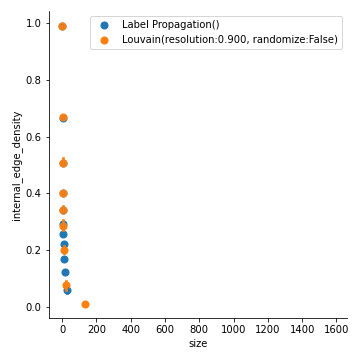 Label Propagation()
Louvain(resolution:0.900, randomize:False)
1.0
0.8
0.6
0.4
0.2
0.0
internal_edge_density
0 200 400 600 800 1000 1200 1400 1600
size